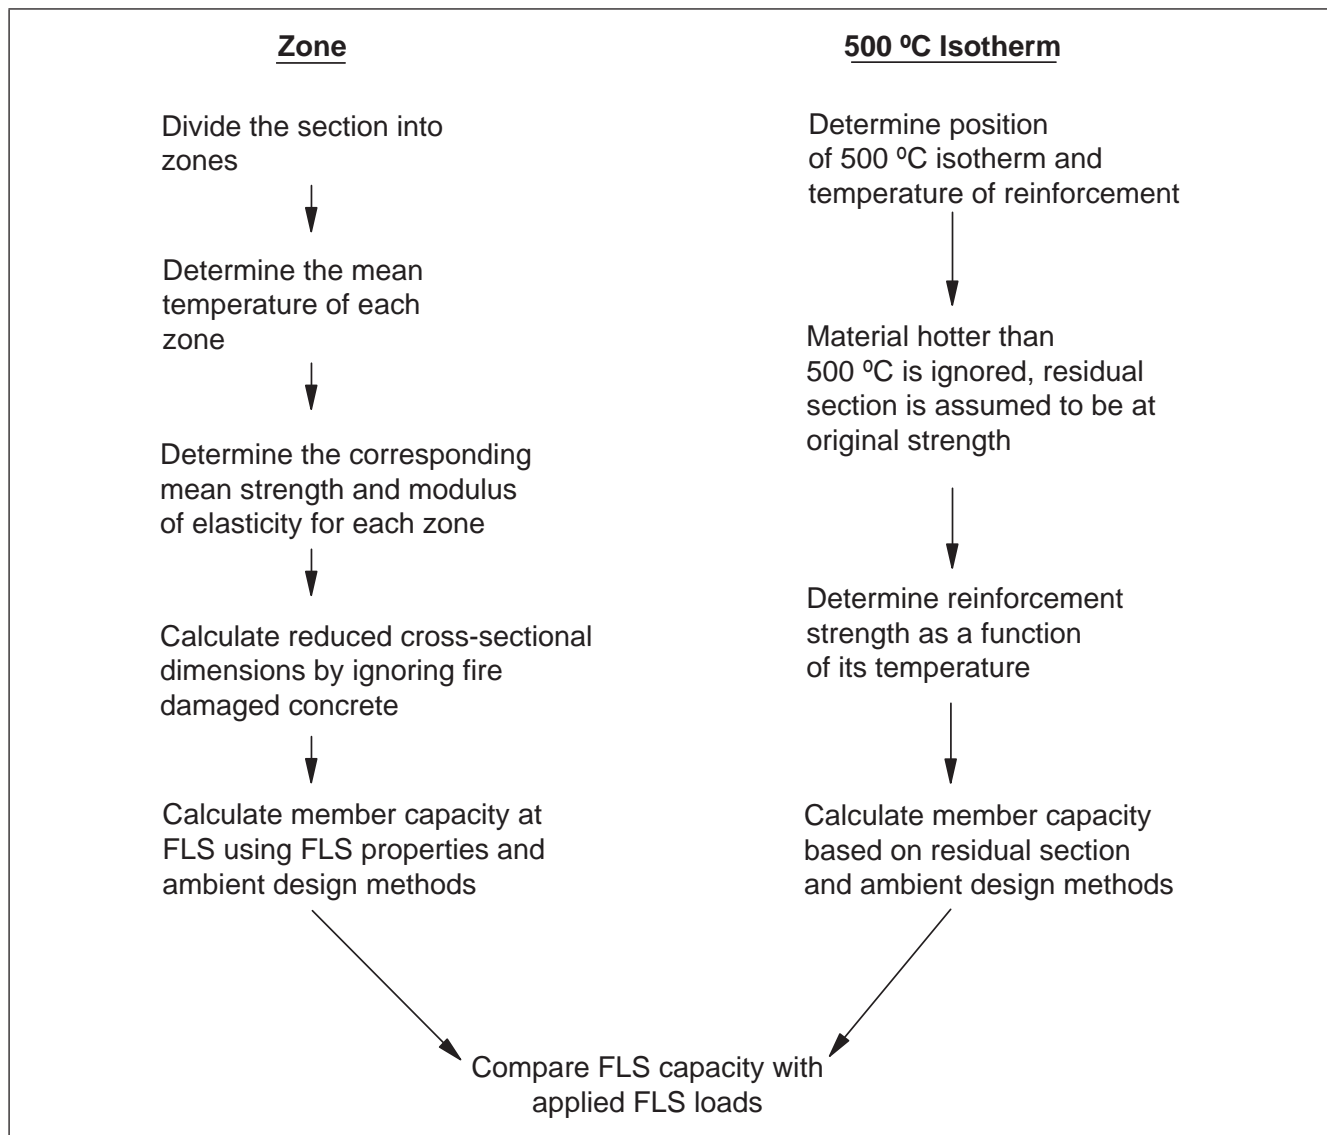 Zone
Divide the section into
zones
Determine the mean
temperature of each
zone
Determine the corresponding
mean strength and modulus
of elasticity for each zone
Calculate reduced cross-sectional
dimensions by ignoring fire
damaged concrete
Calculate member capacity at
FLS using FLS properties and
ambient design methods
500 ºC Isotherm
Determine position
of 500 ºC isotherm and
temperature of reinforcement
Material hotter than
500 ºC is ignored, residual
section is assumed to be at
original strength
Determine reinforcement
strength as a function
of its temperature
Calculate member capacity
based on residual section
and ambient design methods
Compare FLS capacity with
applied FLS loads